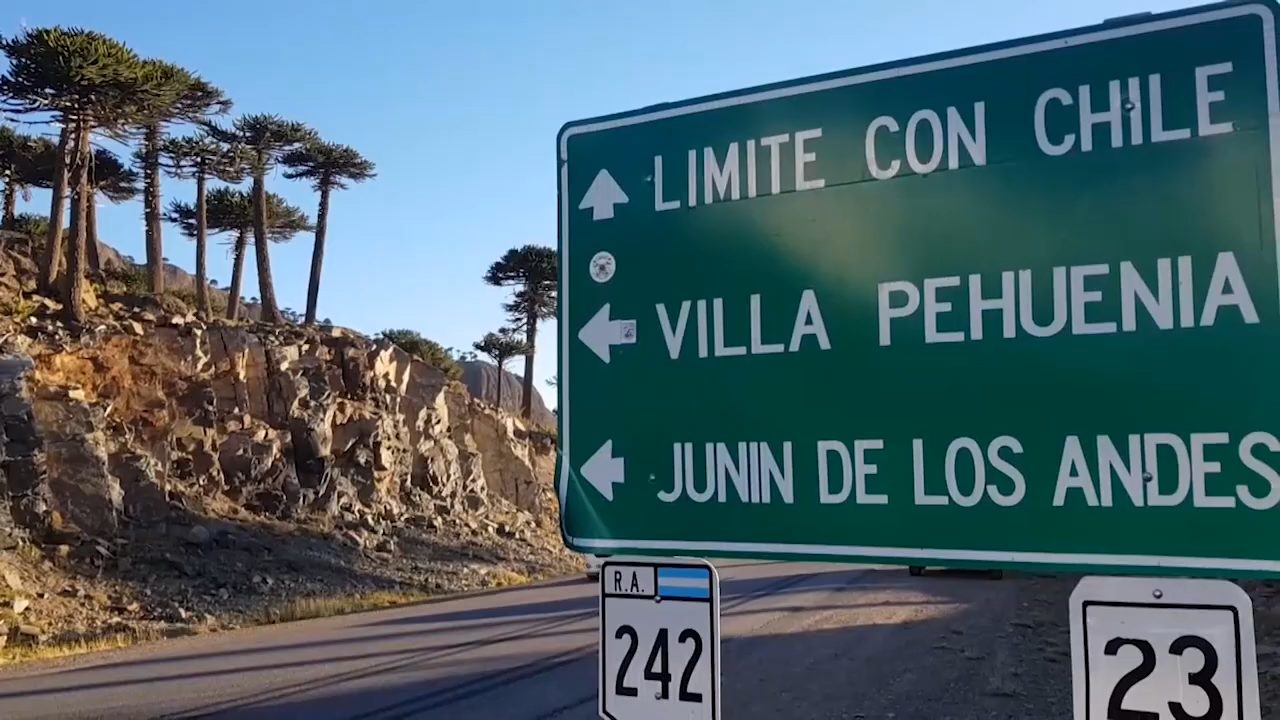 LIMITE CON CHILE
VILLA PEHUENIA
JUNIN DE LOS ANDES
R.A.
242
23